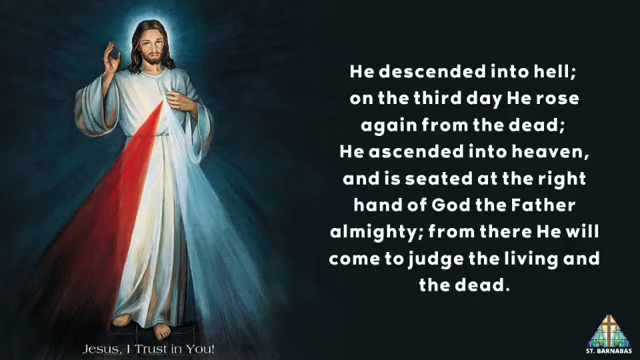 He descended into hell;
on the third day He rose
again from the dead;
He ascended into heaven,
and is seated at the right
hand of God the Father
almighty; from there He will
come to judge the living and
the dead.
Jesus, I Trust in You!
ST. BARNABAS